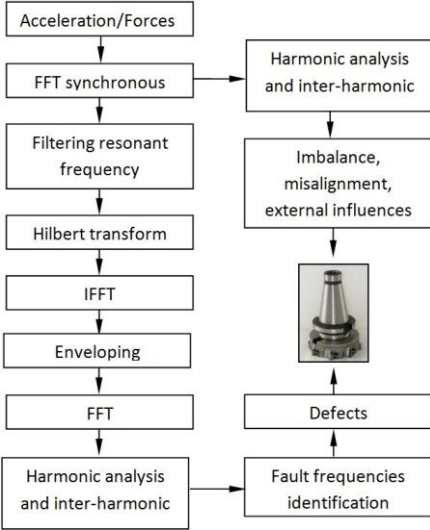 Acceleration/Forces
FFT synchronous
Filtering resonant
frequency
Hilbert transform
IFFT
Enveloping
FFT
Harmonic analysis
and inter-harmonic
Harmonic analysis
and inter-harmonic
Imbalance,
misalignment,
external influences
Defects
Fault frequencies
identification